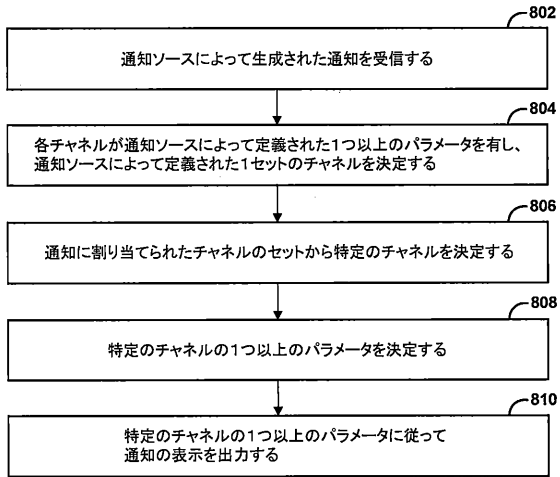 802
通知ソースによって生成された通知を受信する
804
各チャネルが通知ソースによって定義された1つ以上のパラメータを有し、
通知ソースによって定義された1セットのチャネルを決定する
806
通知に割り当てられたチャネルのセットから特定のチャネルを決定する
808
特定のチャネルの1つ以上のパラメータを決定する
810
特定のチャネルの1つ以上のパラメータに従って
通知の表示を出力する